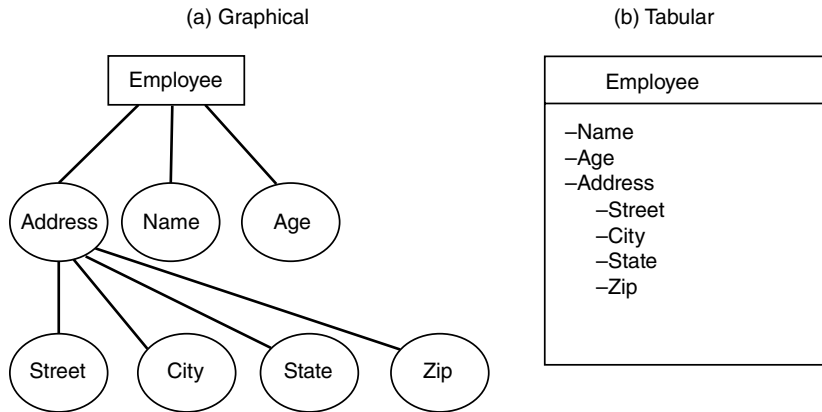 (a) Graphical
Employee
Address
Name
Age
Street
City
State
Zip
(b) Tabular
Employee
–Name
–Age
–Address
–Street
–City
–State
–Zip